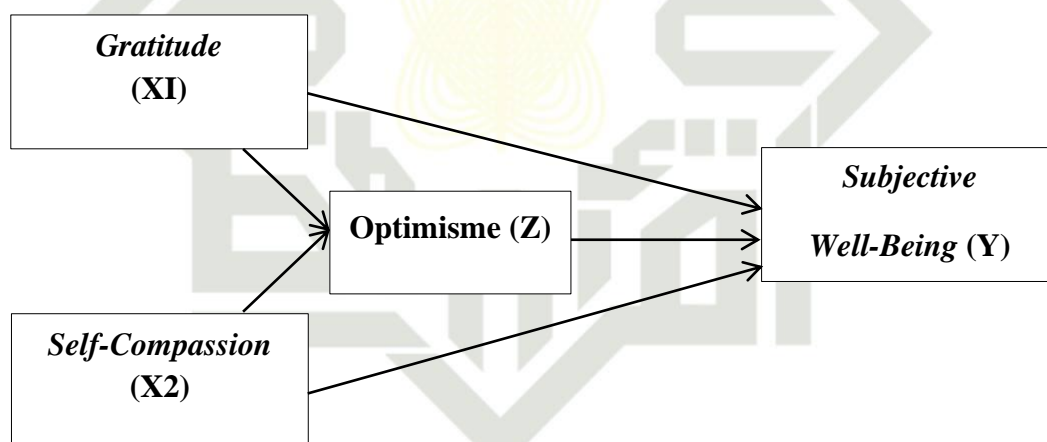 Gratitude
(XI)
Optimisme (Z)
Subjective
Well-Being (Y)
Self-Compassion
(X2)